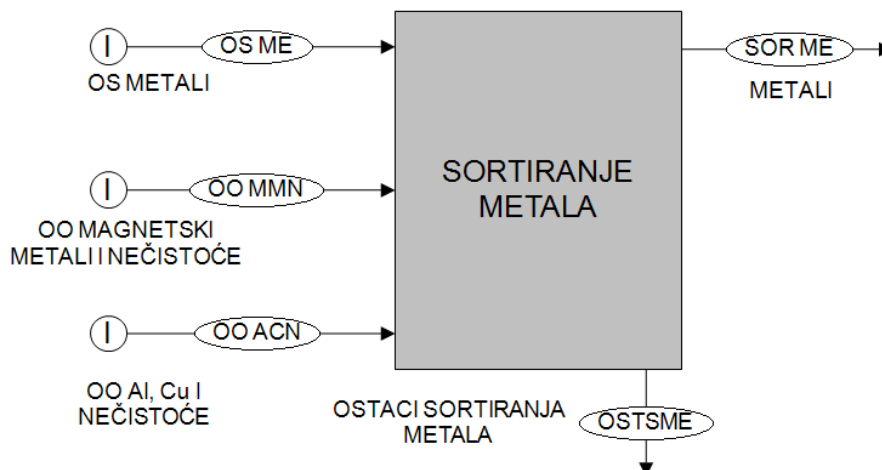 I
OS ME
OS METALI
SOR ME
METALI
SORTIRANJE
METALA
I
OO MMN
OO MAGNETSKI
METALI I NEČISTOĆE
I
OO ACN
OO Al, Cu I
NEČISTOĆE
OSTACI SORTIRANJA
METALA
OSTSME